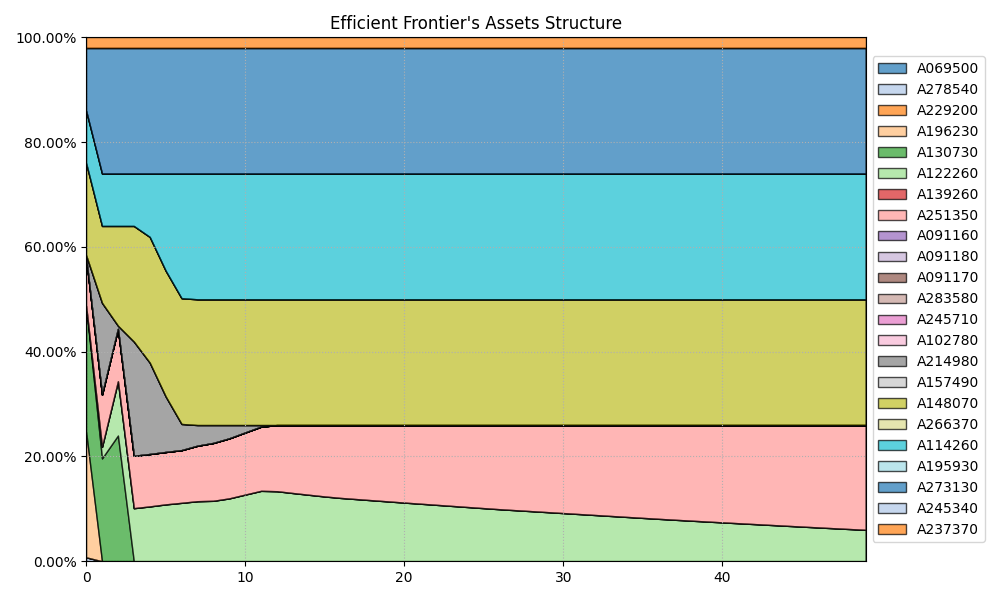 Efficient Frontier's Assets Structure
100.00%
80.00%
60.00%
40.00%
20.00%
0.00%
0
10
20
30
40
A069500
A278540
A229200
A196230
A130730
A122260
A139260
A251350
A091160
A091180
A091170
A283580
A245710
A102780
A214980
A157490
A148070
A266370
A114260
A195930
A273130
A245340
A237370